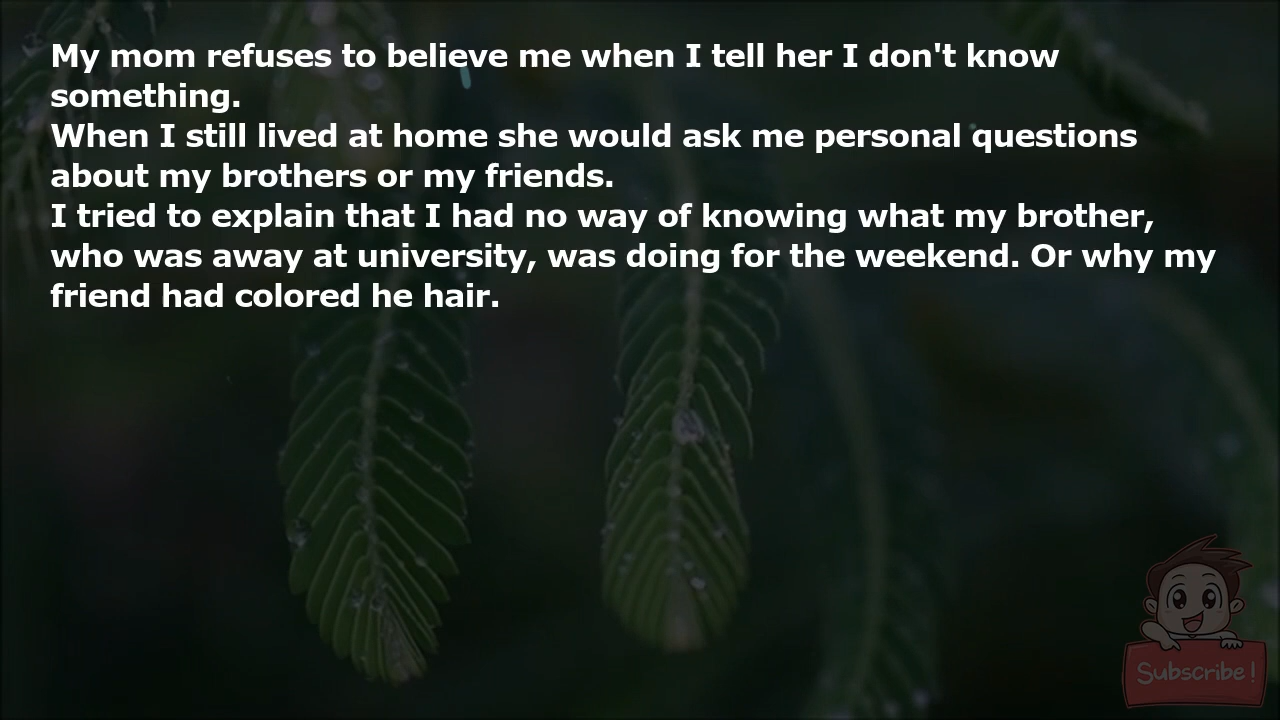 My mom refuses to believe me when I tell her I don't know
something.
When I still lived at home she would ask me personal questions
about my brothers or my friends.
I tried to explain that I had no way of knowing what my brother,
who was away at university, was doing for the weekend. Or why my
friend had colored he hair.
Subscribe!